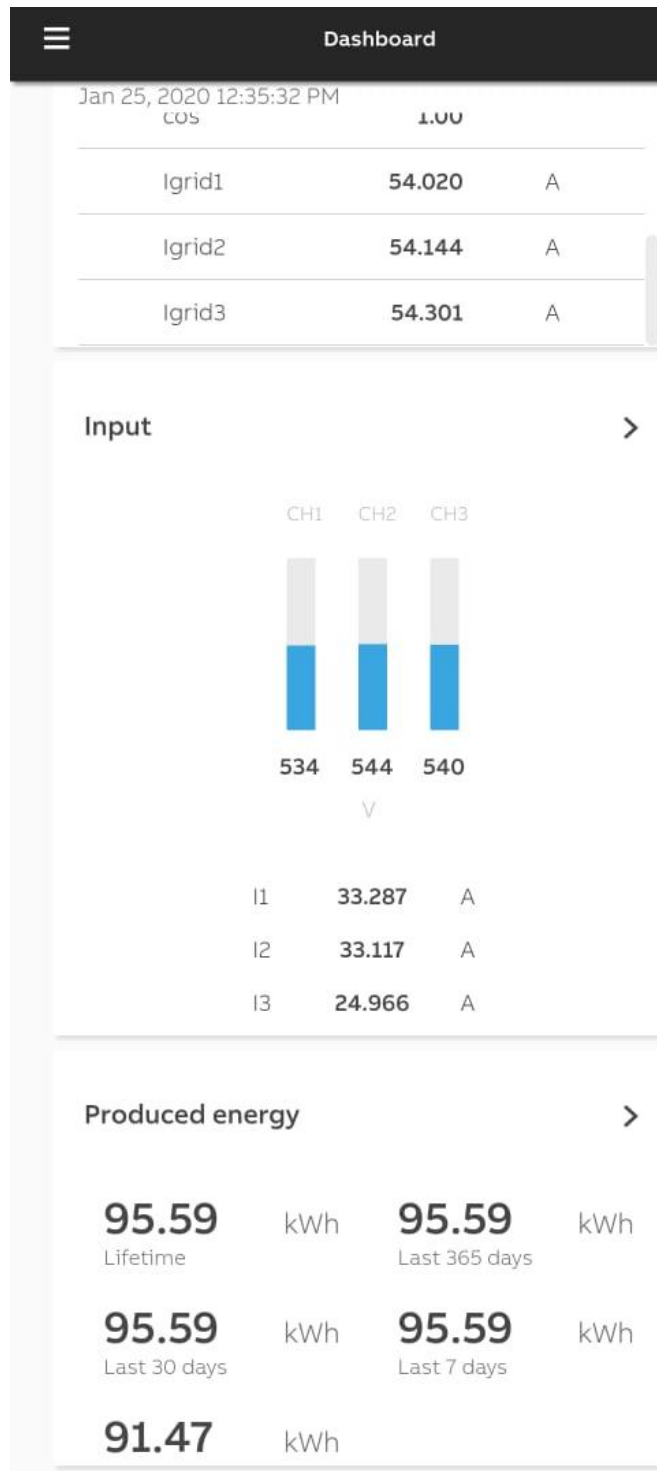 Dashboard
Jan 25, 2020 12:35:32 PM
cos 1.00
Igrid1 54.020 A
Igrid2 54.144 A
Igrid3 54.301 A
Input
CH1 CH2 CH3
534 544 540
V
I1 33.287 A
I2 33.117 A
I3 24.966 A
Produced energy
95.59 kWh 95.59 kWh
Lifetime Last 365 days
95.59 kWh 95.59 kWh
Last 30 days Last 7 days
91.47 kWh